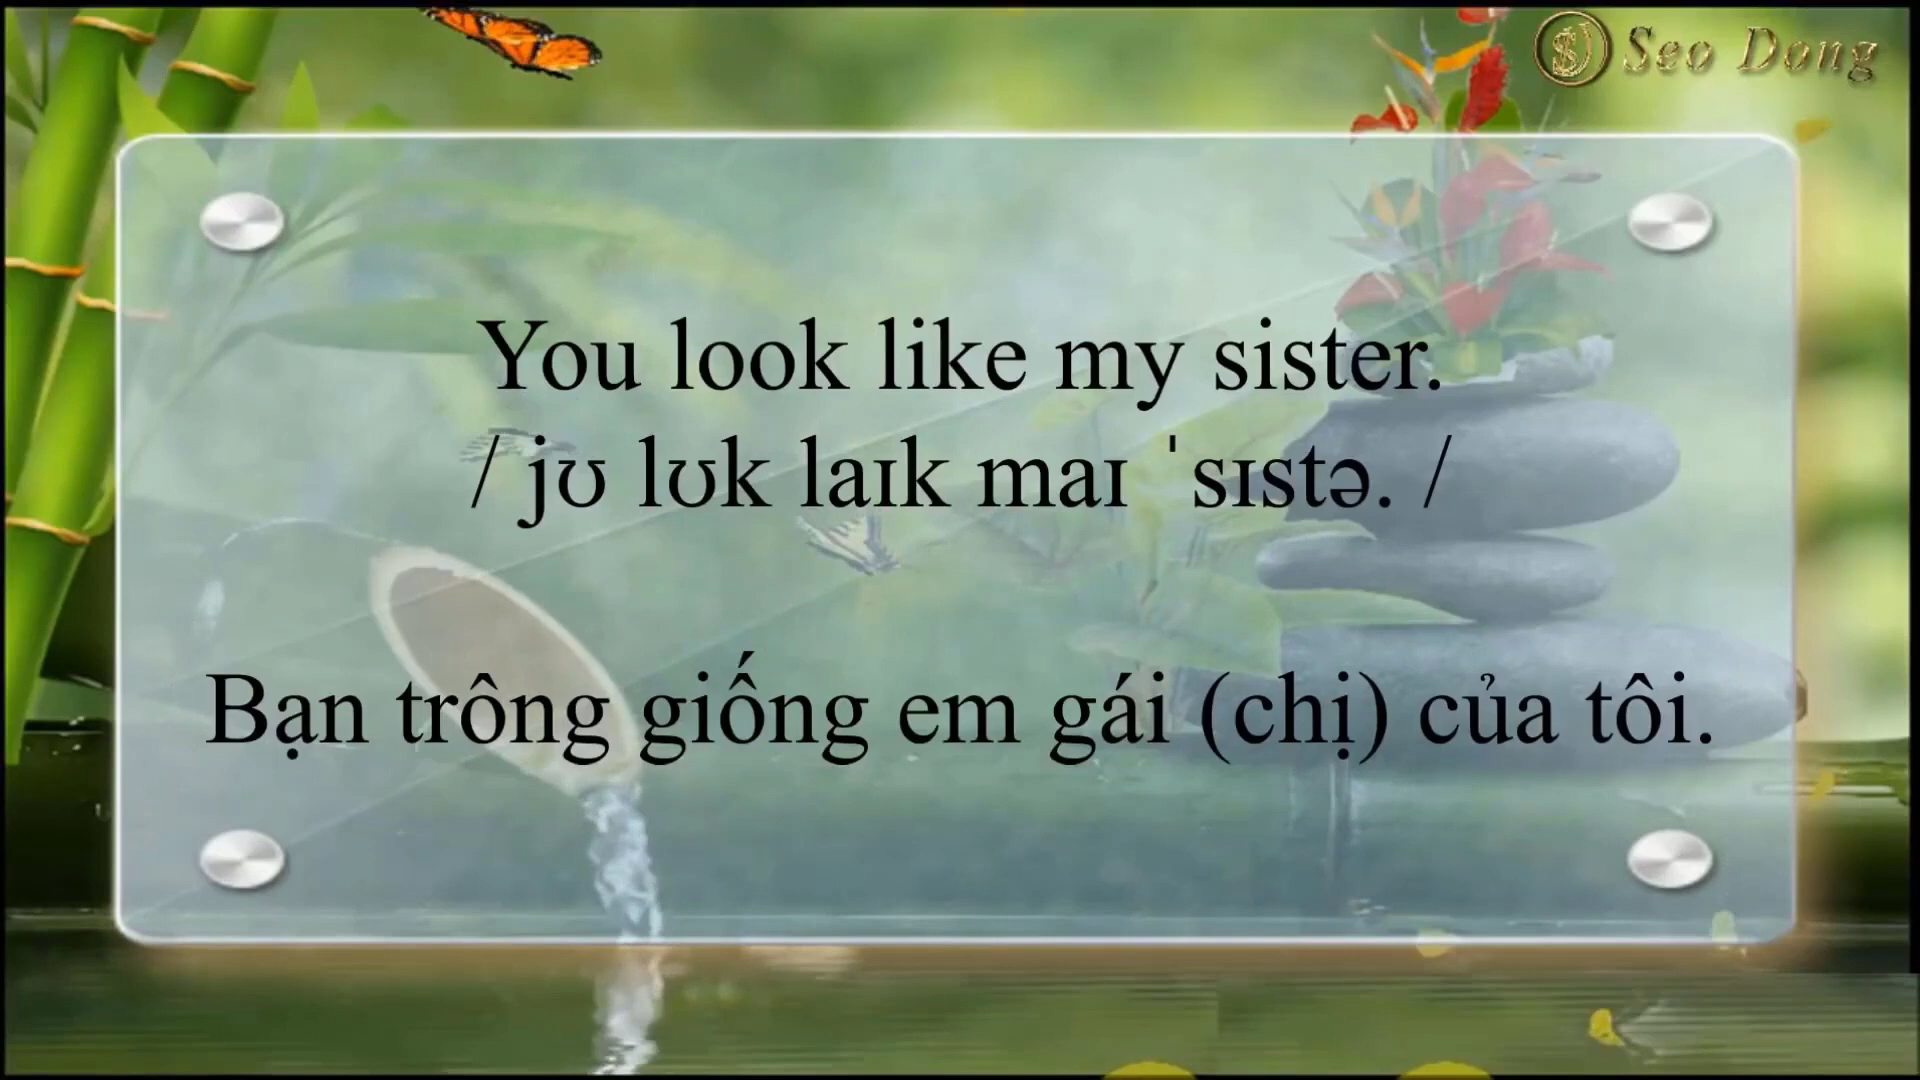 Seo Dong
You look like my sister.
/ jʊ lʊk laɪk maɪ ˈsɪstə. /
Bạn trông giống em gái (chị) của tôi.